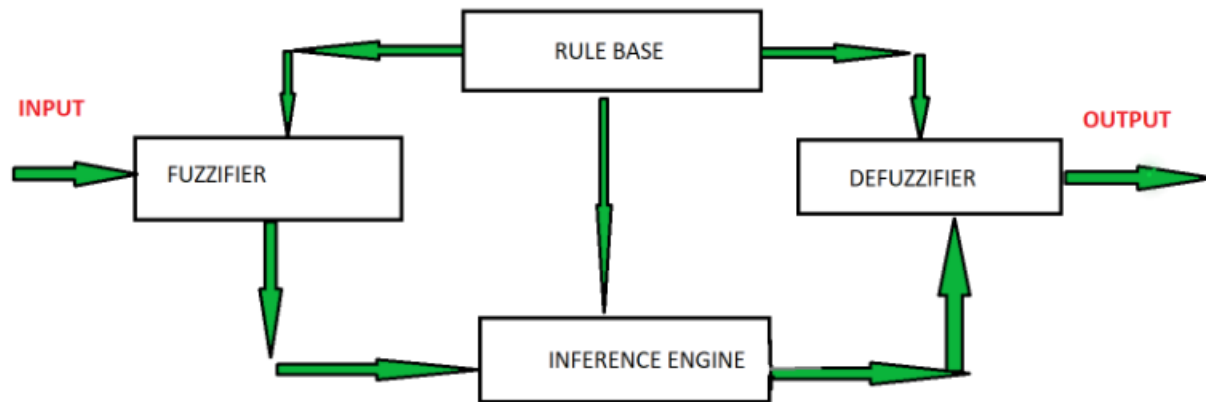 RULE BASE
INPUT
OUTPUT
FUZZIFIER
DEFUZZIFIER
INFERENCE ENGINE